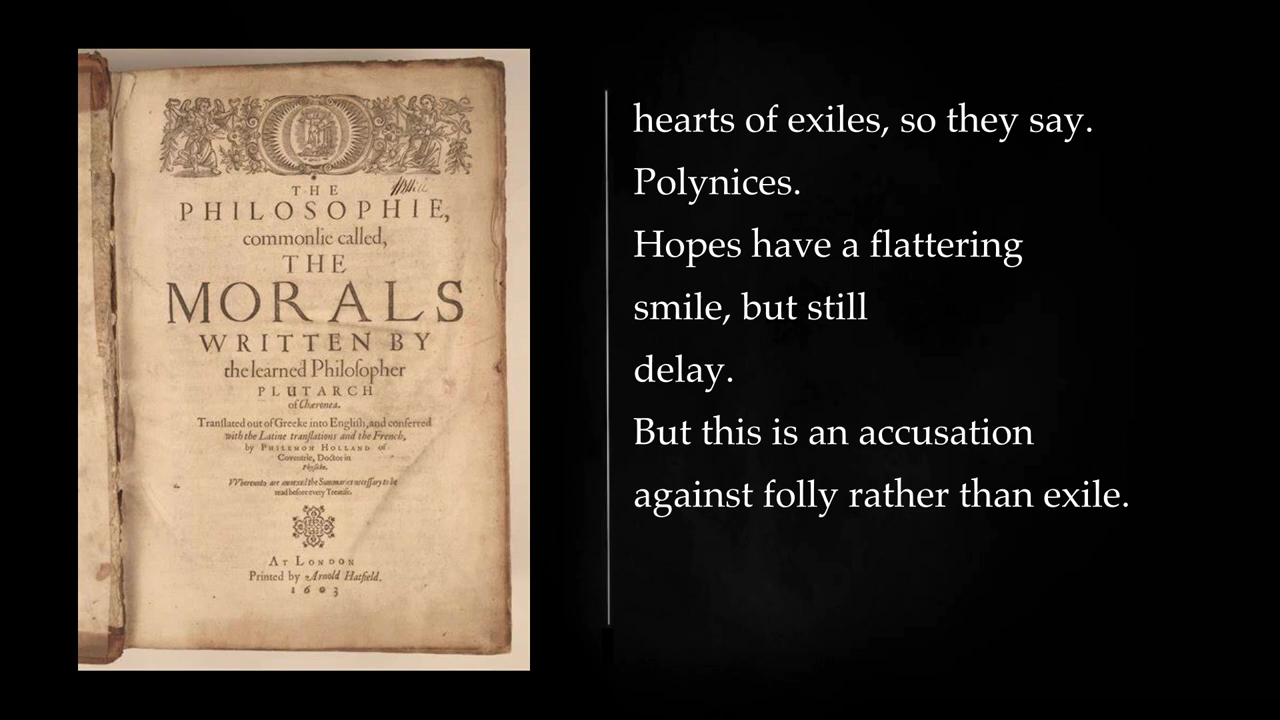 THE
PHILOSOPHIE,
commonlie called,
THE
MORALS
WRITTEN BY
the learned Philoſopher
PLUTARCH
of Chæronea.
Tranſlated out of Greeke into Engliſh, and conferred
with the Latine tranſlations and the French,
by PHILEMON HOLLAND of
Coventrie, Doctor in
Phyſicke.
VVhereunto are annexed the Summaries neceſſary to be
read before every Treatiſe.
AT LONDON
Printed by Arnold Hatfield.
1603
hearts of exiles, so they say.
Polynices.
Hopes have a flattering
smile, but still
delay.
But this is an accusation
against folly rather than exile.